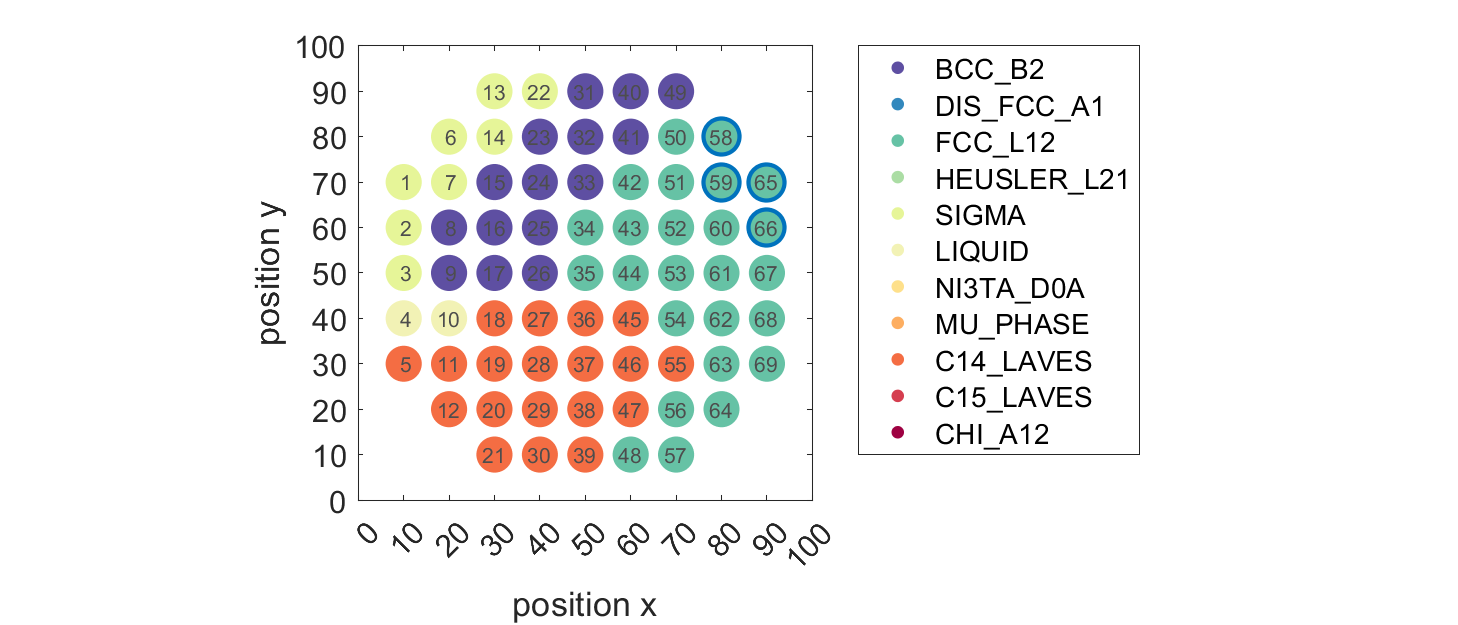 100
90
80
70
60
50
40
30
20
10
0
position y
13 22 31 40 49
6 14 23 32 41 50 58
1 7 15 24 33 42 51 59 65
2 8 16 25 34 43 52 60 66
3 9 17 26 35 44 53 61 67
4 10 18 27 36 45 54 62 68
5 11 19 28 37 46 55 63 69
12 20 29 38 47 56 64
21 30 39 48 57
0 10 20 30 40 50 60 70 80 90 100
position x
BCC_B2
DIS_FCC_A1
FCC_L12
HEUSLER_L21
SIGMA
LIQUID
NI3TA_D0A
MU_PHASE
C14_LAVES
C15_LAVES
CHI_A12